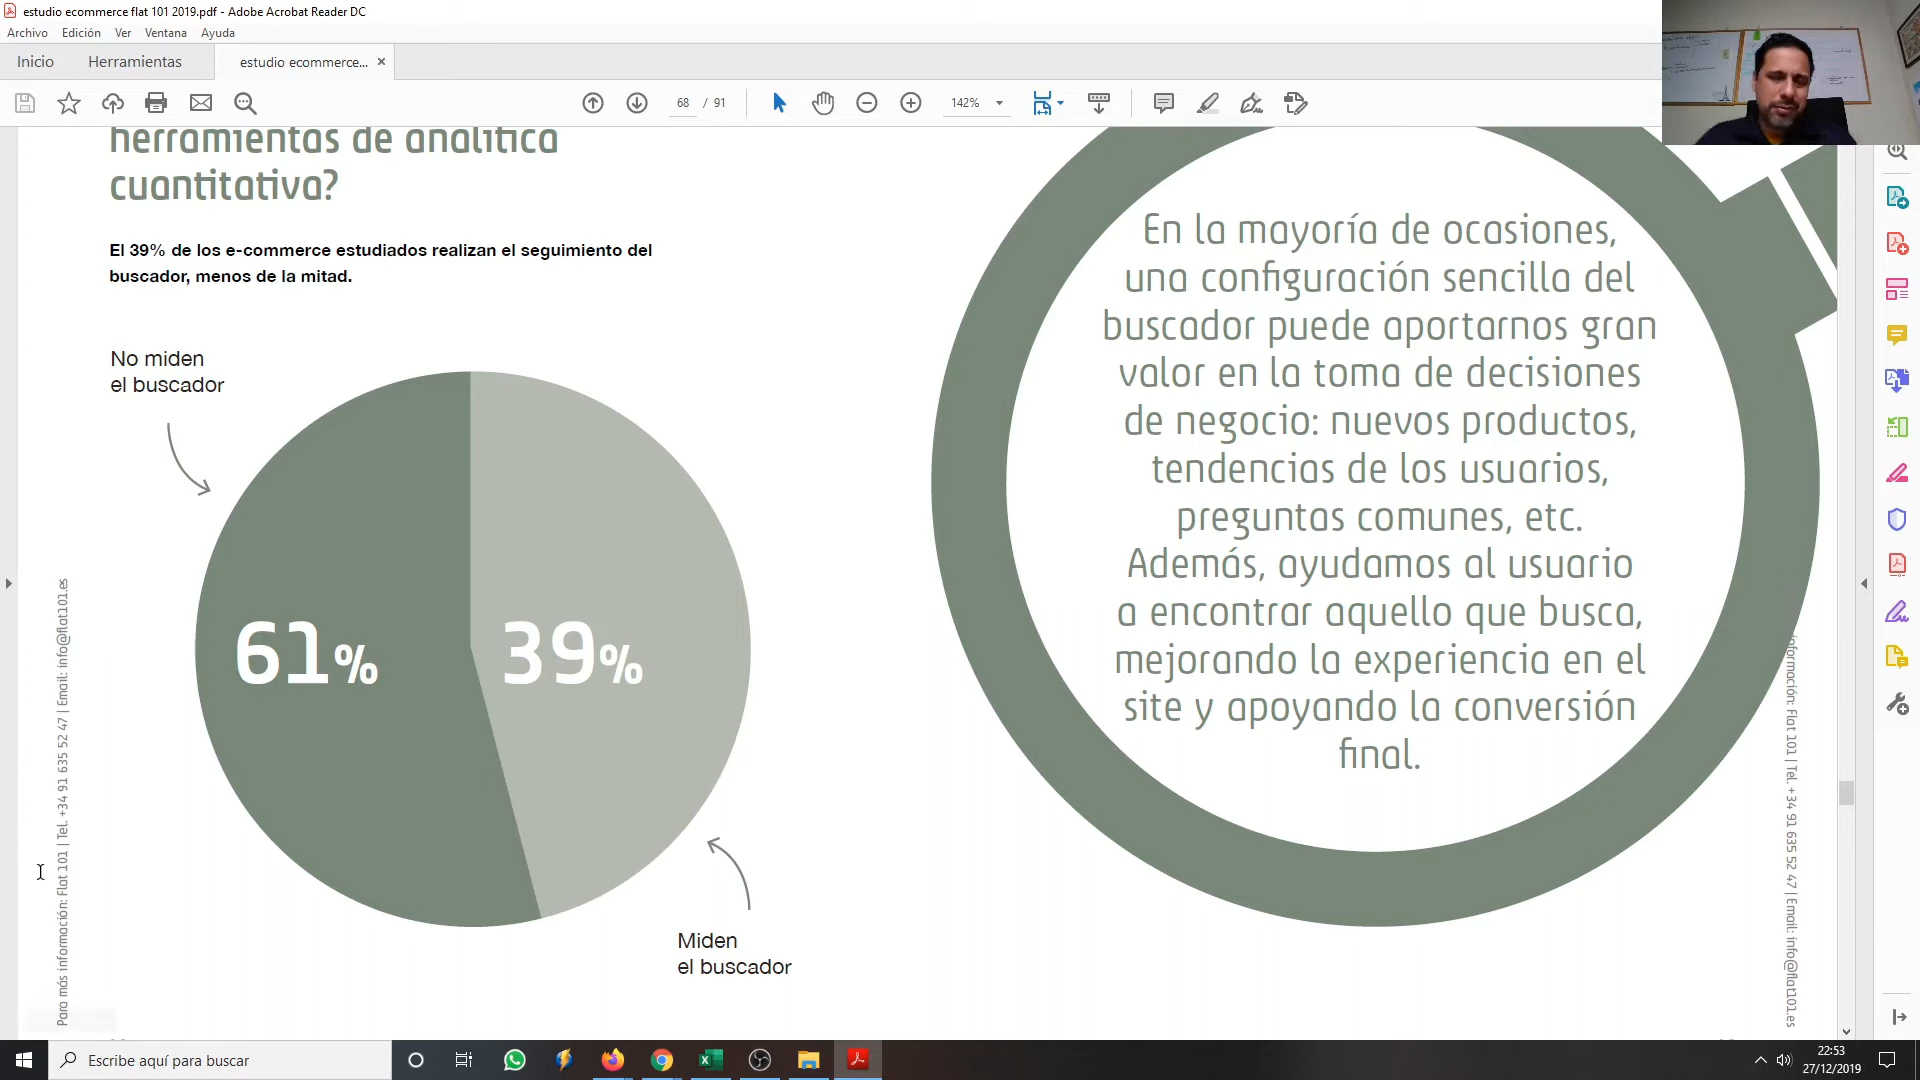 estudio ecommerce flat 101 2019.pdf - Adobe Acrobat Reader DC
Archivo Edición Ver Ventana Ayuda
Inicio Herramientas estudio ecommerce... ×
68 / 91 142%
herramientas de analítica
cuantitativa?
El 39% de los e-commerce estudiados realizan el seguimiento del
buscador, menos de la mitad.
No miden
el buscador
61%
39%
Miden
el buscador
En la mayoría de ocasiones,
una configuración sencilla del
buscador puede aportarnos gran
valor en la toma de decisiones
de negocio: nuevos productos,
tendencias de los usuarios,
preguntas comunes, etc.
Además, ayudamos al usuario
a encontrar aquello que busca,
mejorando la experiencia en el
site y apoyando la conversión
final.
Para más información: Flat 101 | Tel. +34 91 635 52 47 | Email: info@flat101.es
información: Flat 101 | Tel. +34 91 635 52 47 | Email: info@flat101.es
Escribe aquí para buscar
22:53
27/12/2019